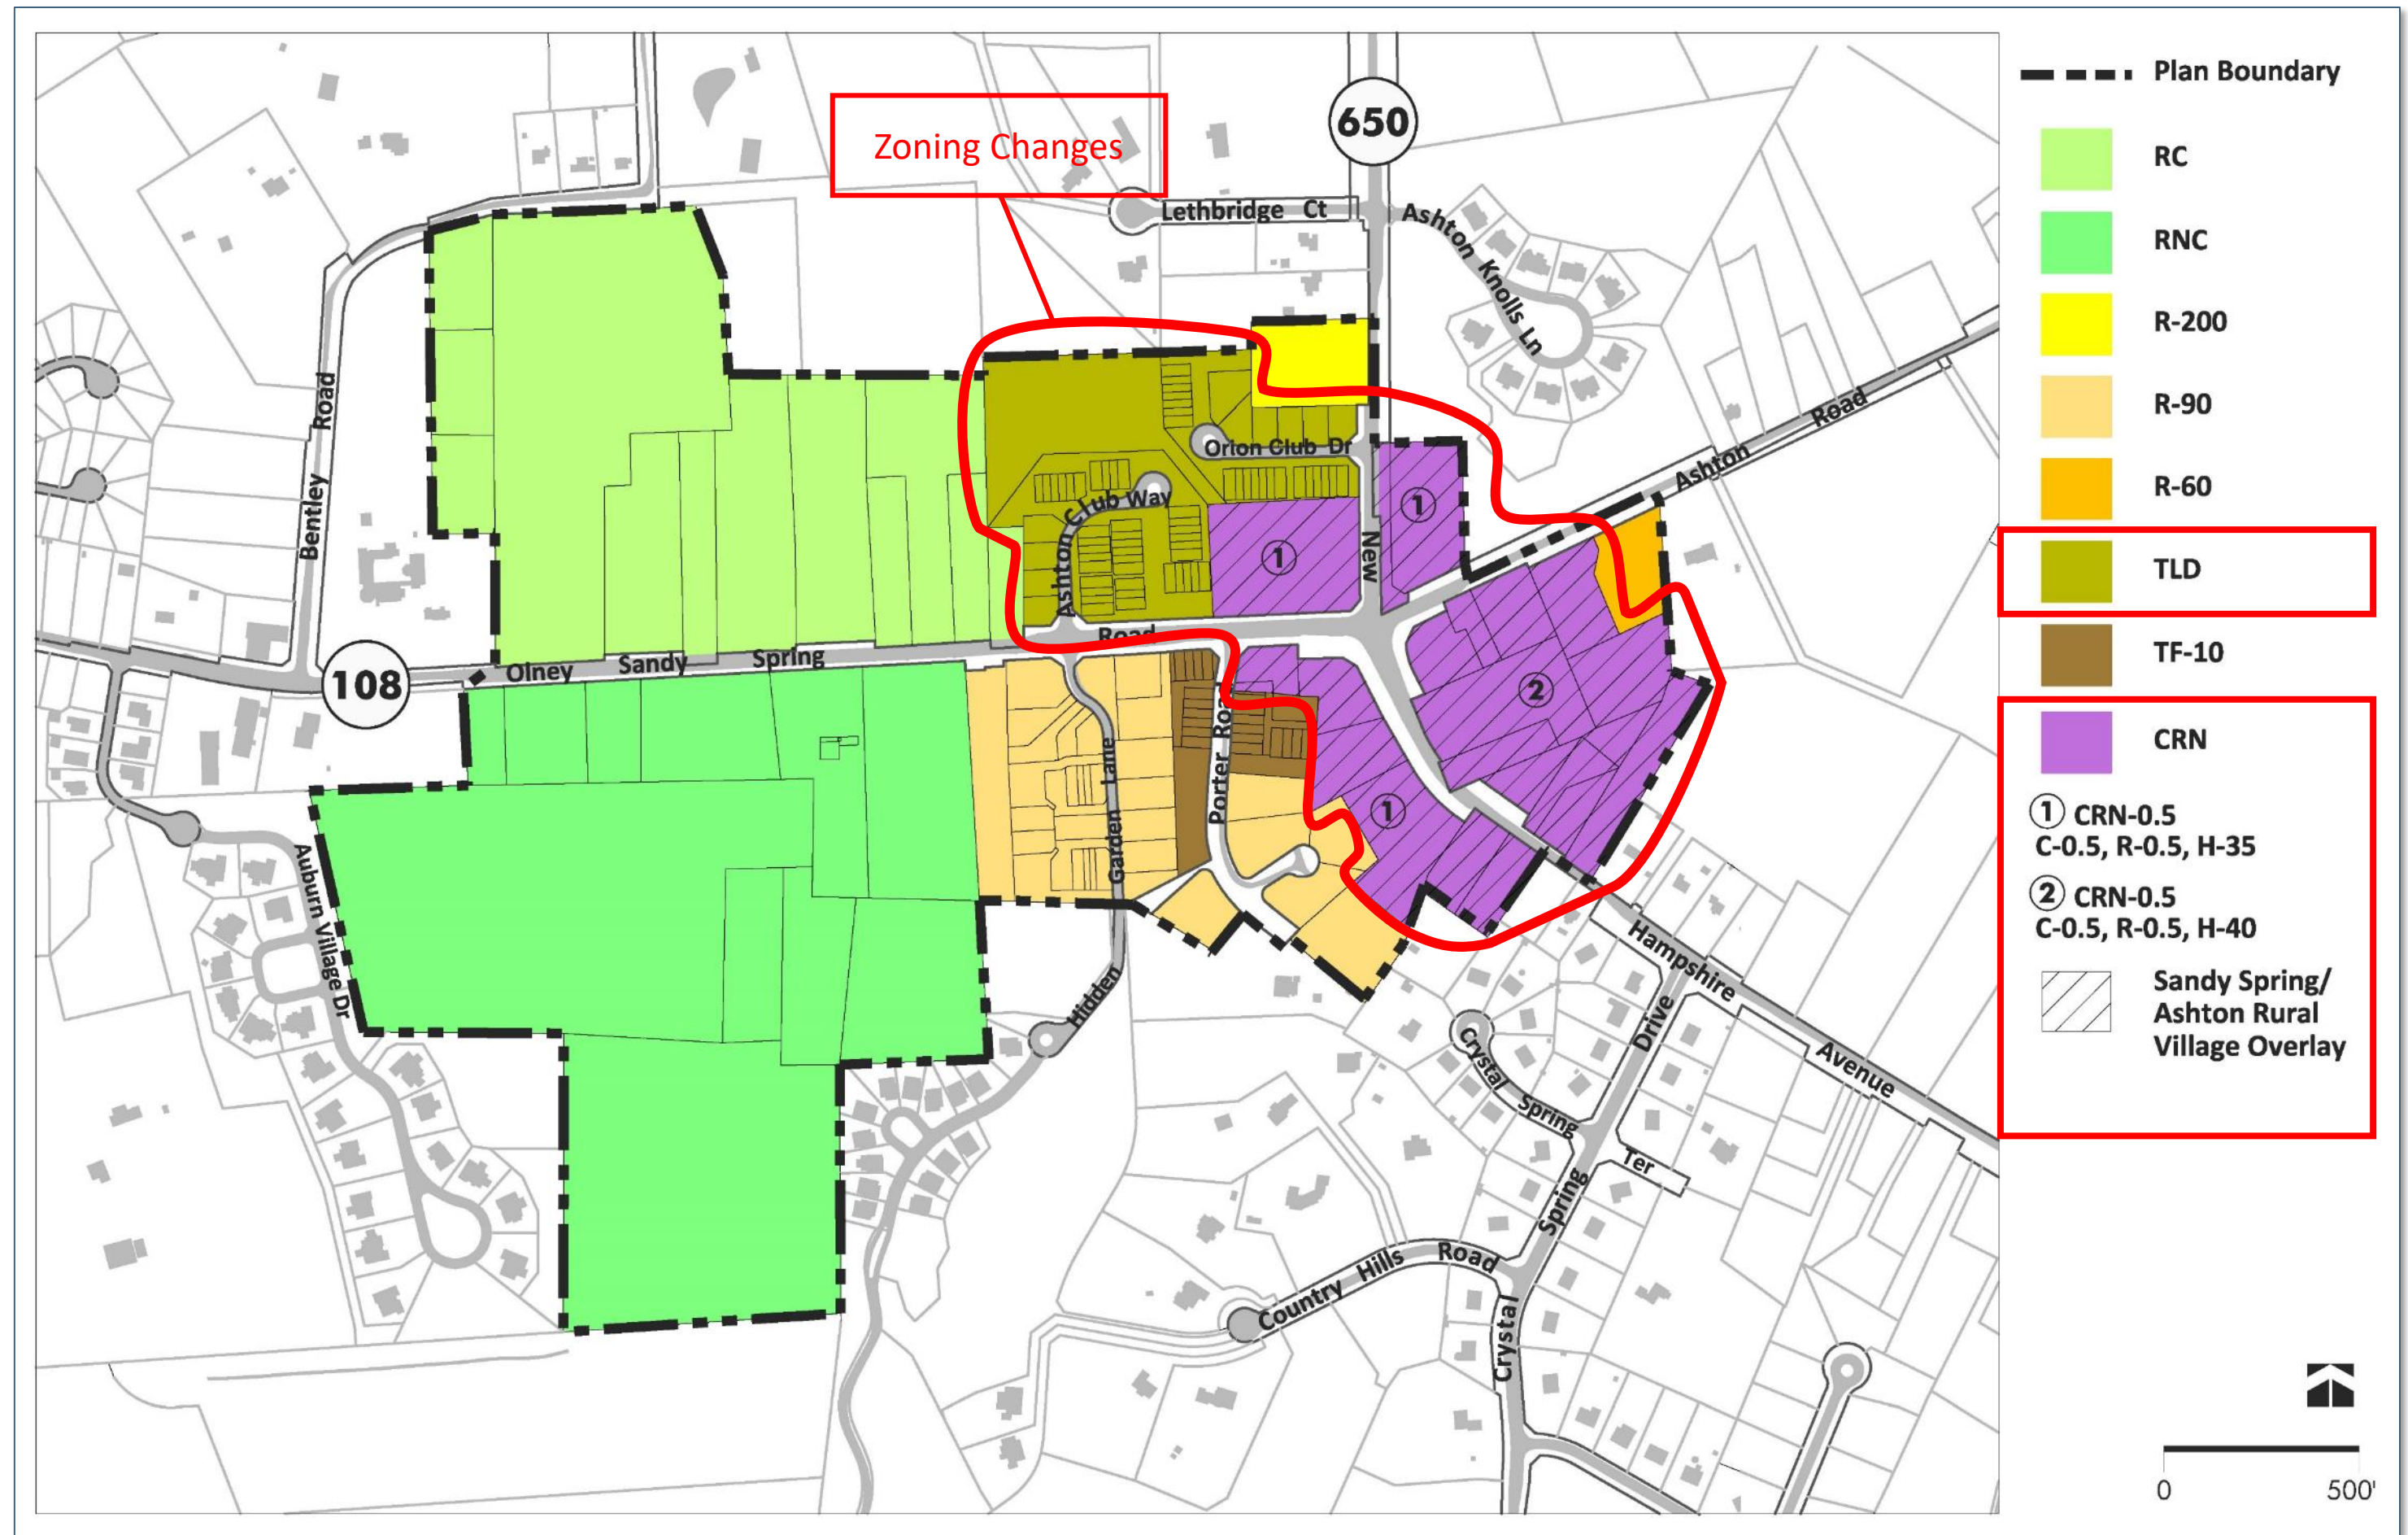 Zoning Changes
650
Lethbridge Ct
Ashton Knolls Ln
Bentley Road
Orion Club Dr
Ashton Club Way
Ashton Road
New
1
1
2
1
108
Olney Sandy Spring Road
Garden Lane
Porter Road
Auburn Village Dr
Hidden
Hampshire
Avenue
Drive
Crystal Spring Ter
Spring
Crystal
Country Hills Road
Plan Boundary
RC
RNC
R-200
R-90
R-60
TLD
TF-10
CRN
1 CRN-0.5
C-0.5, R-0.5, H-35
2 CRN-0.5
C-0.5, R-0.5, H-40
Sandy Spring/
Ashton Rural
Village Overlay
0 500'